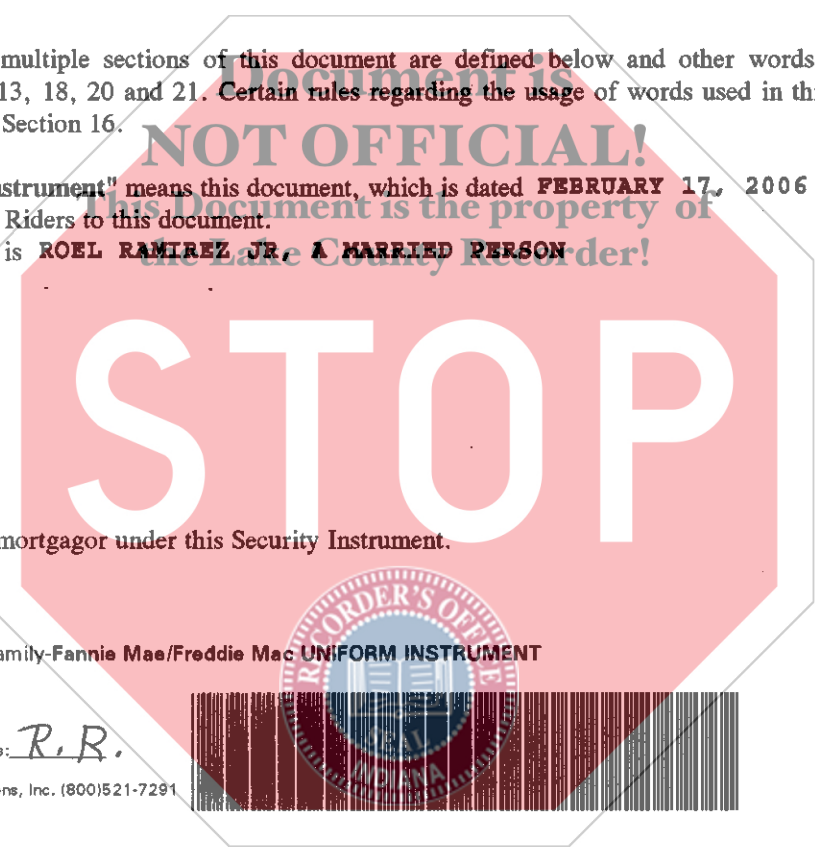 multiple sections of this document are defined below and other words
13, 18, 20 and 21. Certain rules regarding the usage of words used in thi
Section 16.
Document is
NOT OFFICIAL!
This Document is the property of
the Lake County Recorder!
strument" means this document, which is dated FEBRUARY 17, 2006
Riders to this document.
is ROEL RAMIREZ JR, A MARRIED PERSON
STOP
mortgagor under this Security Instrument.
amily-Fannie Mae/Freddie Mac UNIFORM INSTRUMENT
RECORDER'S OFFICE
SEAL
INDIANA
s: R.R.
ns, Inc. (800)521-7291